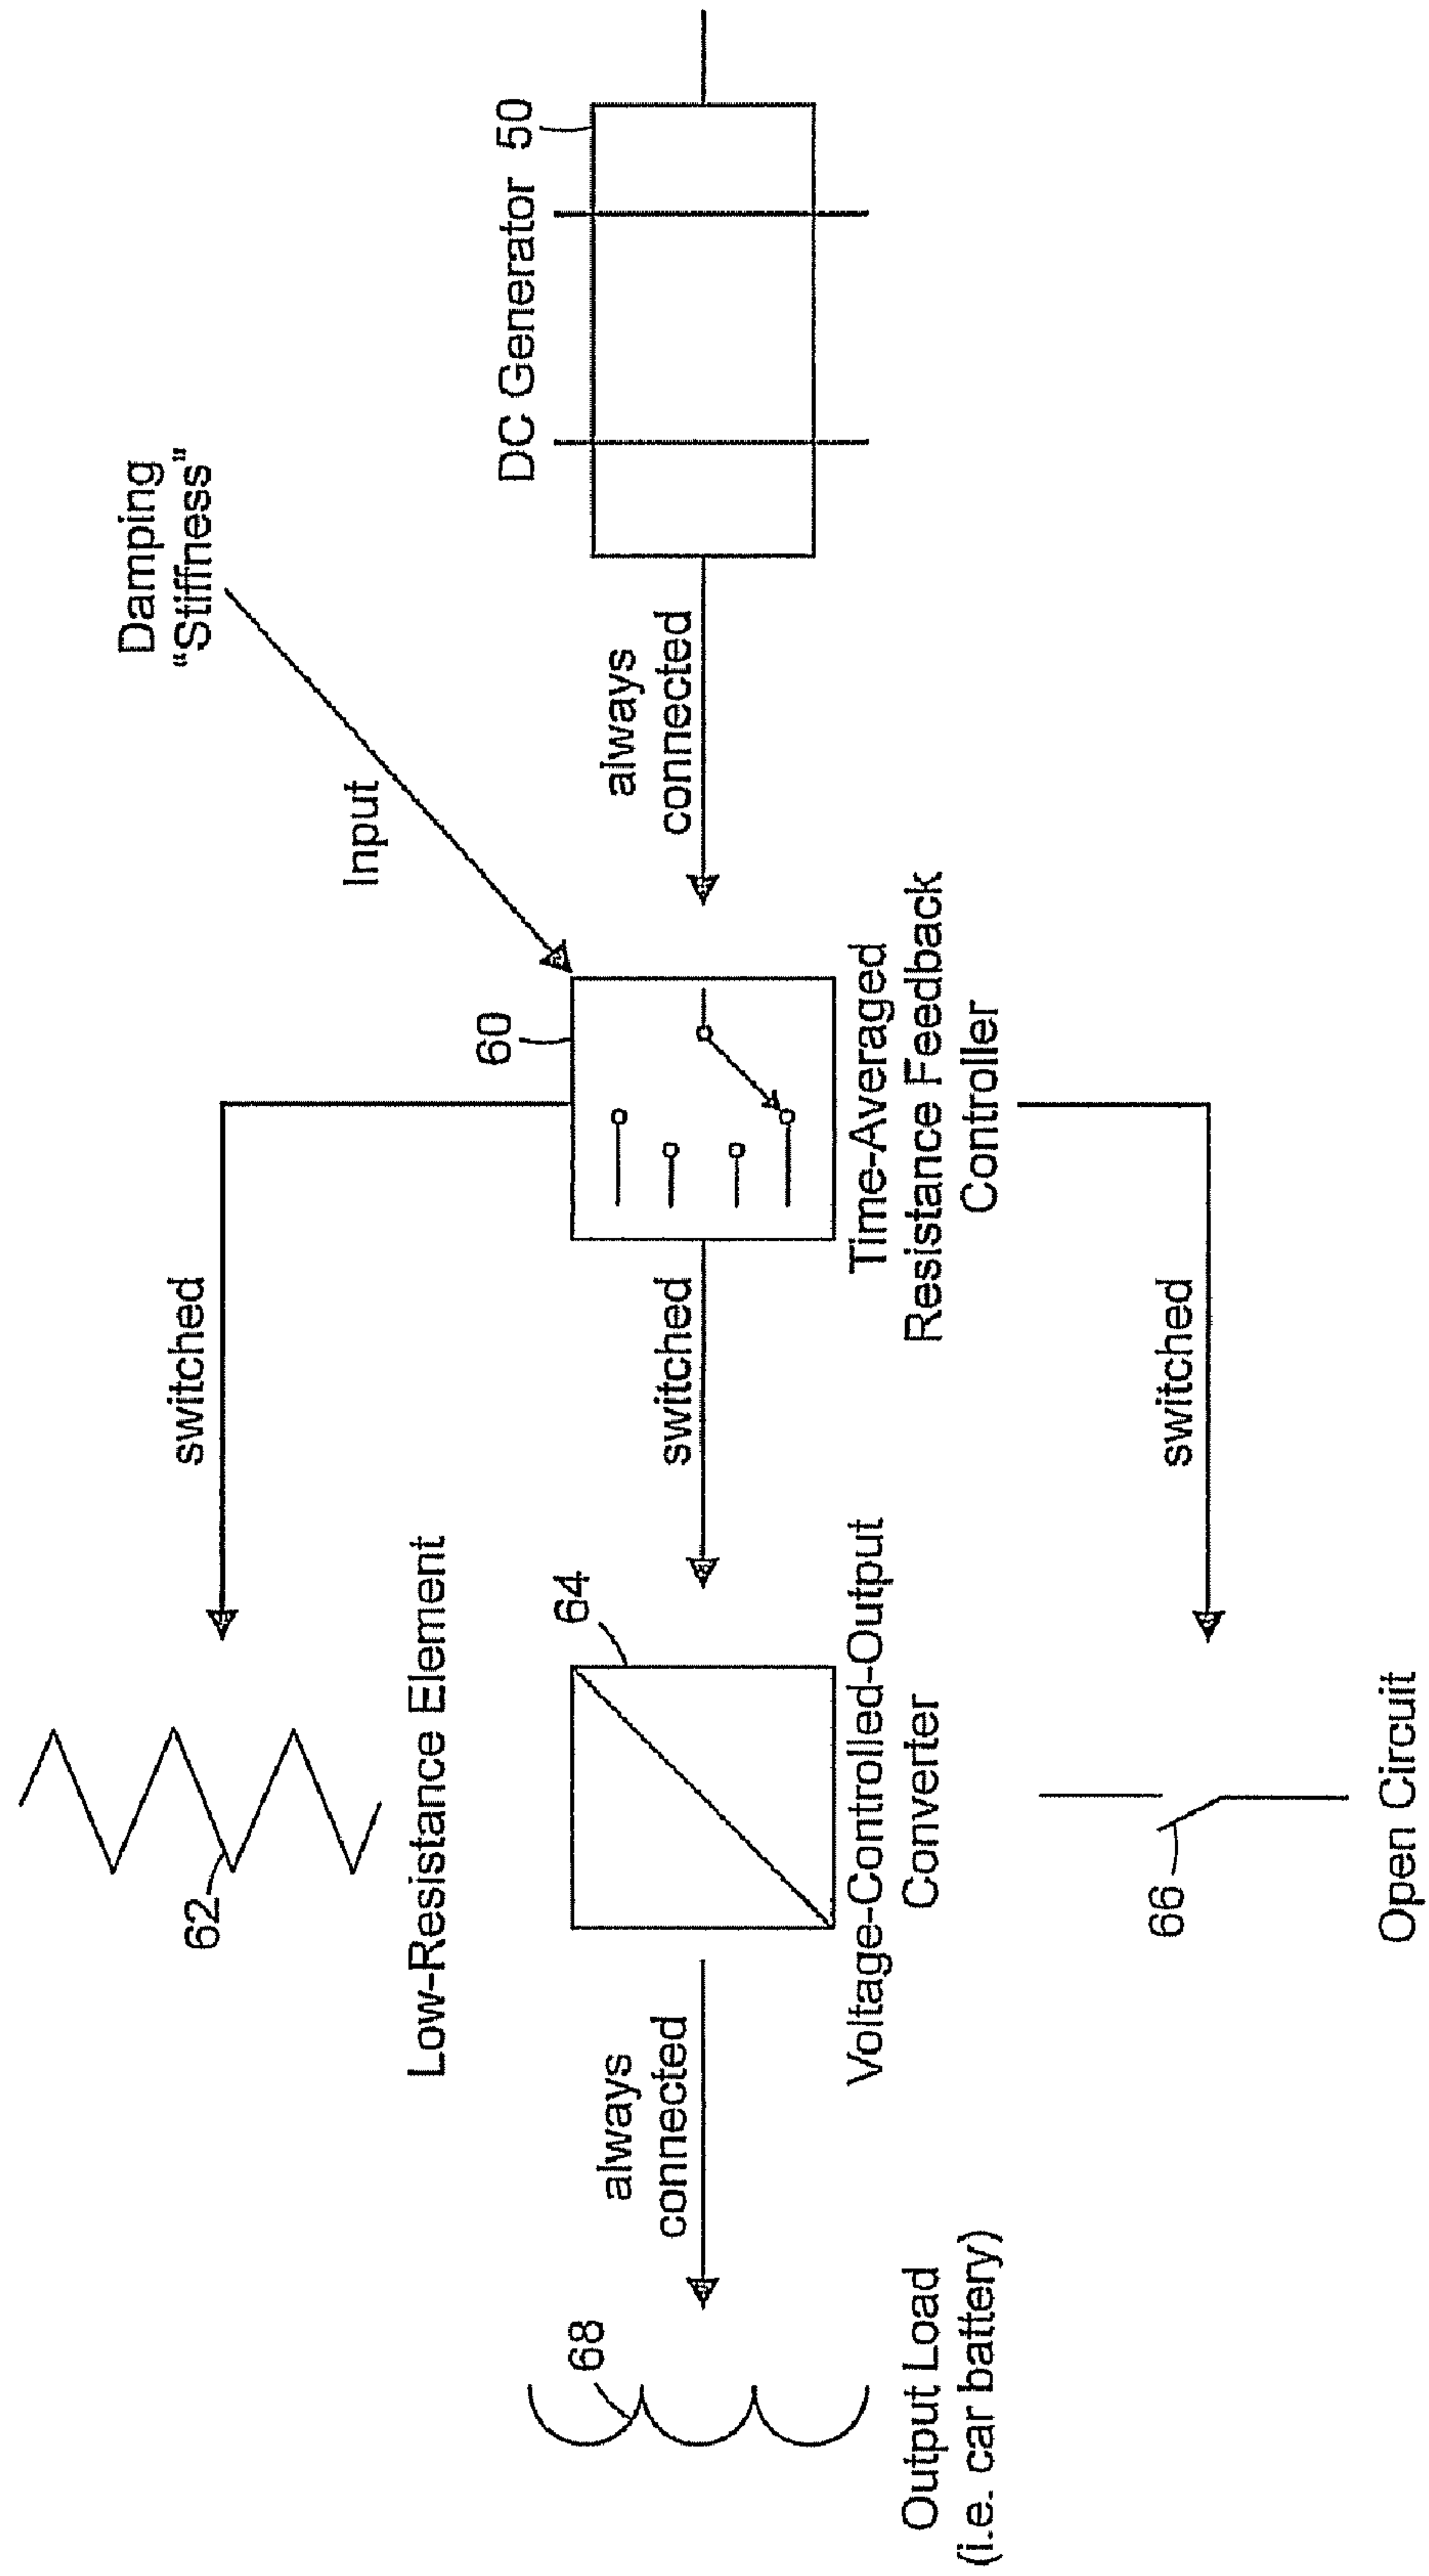 Damping
“Stiffness”
Input
DC Generator 50
always
connected
60
Time-Averaged
Resistance Feedback
Controller
switched
switched
switched
62
Low-Resistance Element
64
Voltage-Controlled-Output
Converter
66
Open Circuit
always
connected
68
Output Load
(i.e. car battery)